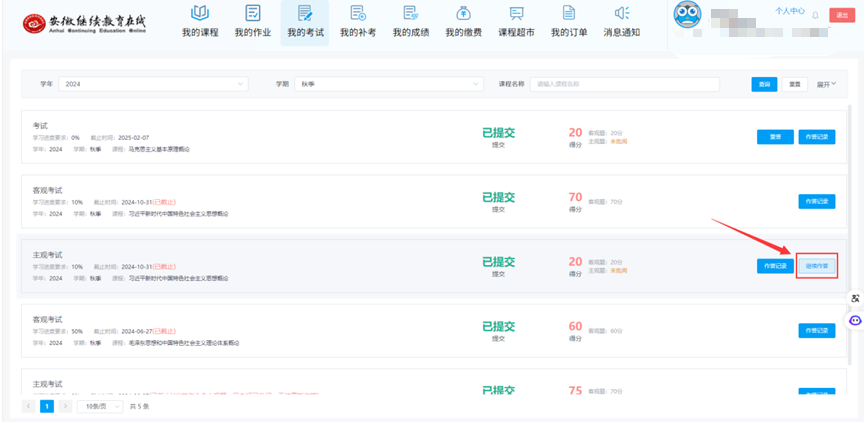 安徽继续教育在线
Anhui Continuing Education Online
我的课程 我的作业 我的考试 我的补考 我的成绩 我的缴费 课程超市 我的订单 消息通知
个人中心 退出
学年 2024 学期 秋季 课程名称 请输入课程名称 查询 重置 展开
考试
学习进度要求: 0% 截止时间: 2025-02-07
学年: 2024 学期: 秋季 课程: 马克思主义基本原理概论
已提交
提交
20
得分
客观题: 20分
主观题: 未批阅
重答 作答记录
客观考试
学习进度要求: 10% 截止时间: 2024-10-31(已截止)
学年: 2024 学期: 秋季 课程: 习近平新时代中国特色社会主义思想概论
已提交
提交
70
得分
客观题: 70分
作答记录
主观考试
学习进度要求: 10% 截止时间: 2024-10-31(已截止)
学年: 2024 学期: 秋季 课程: 习近平新时代中国特色社会主义思想概论
已提交
提交
20
得分
客观题: 20分
主观题: 未批阅
作答记录 继续作答
客观考试
学习进度要求: 50% 截止时间: 2024-06-27(已截止)
学年: 2024 学期: 秋季 课程: 毛泽东思想和中国特色社会主义理论体系概论
已提交
提交
60
得分
客观题: 60分
作答记录
主观考试
已提交
75
客观题: 70分
1 10条/页 共 5 条